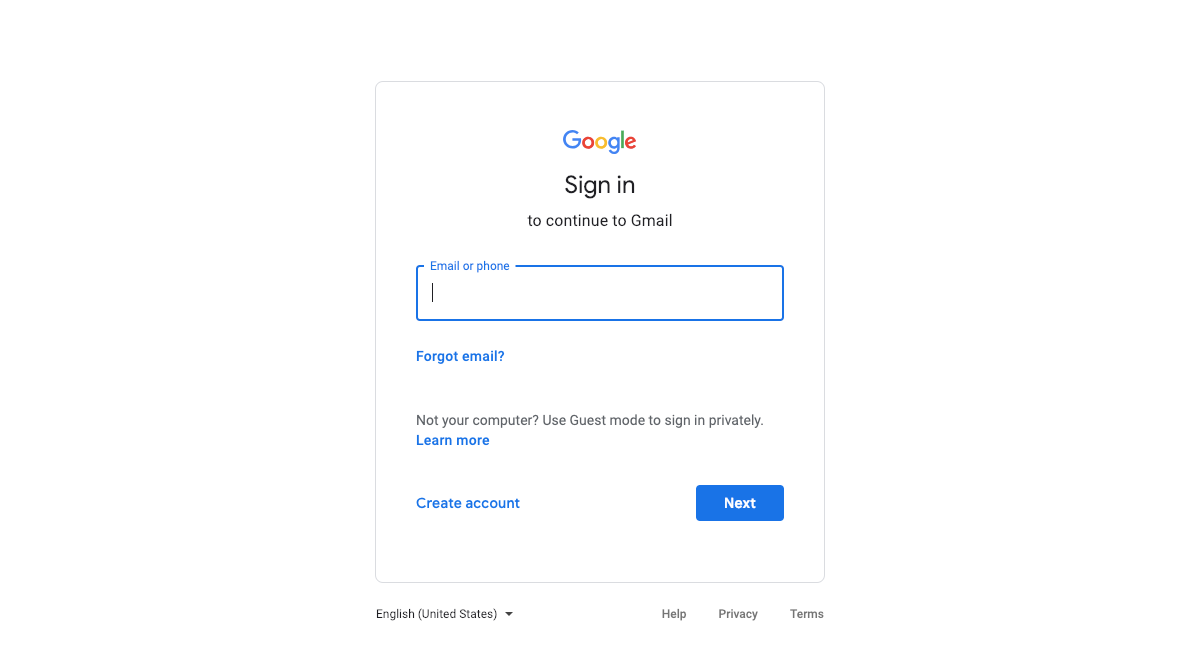 Google
Sign in
to continue to Gmail
Email or phone
Forgot email?
Not your computer? Use Guest mode to sign in privately.
Learn more
Create account
Next
English (United States)
Help
Privacy
Terms